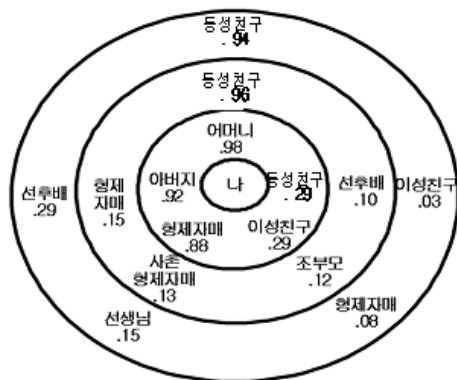 동성친구
.94
동성친구
.96
어머니
.98
나
아버지
.92
동성친구
.29
형제자매
.88
이성친구
.29
형제
자매
.15
선후배
.10
사촌
형제자매
.13
조부모
.12
선후배
.29
이성친구
.03
선생님
.15
형제자매
.08